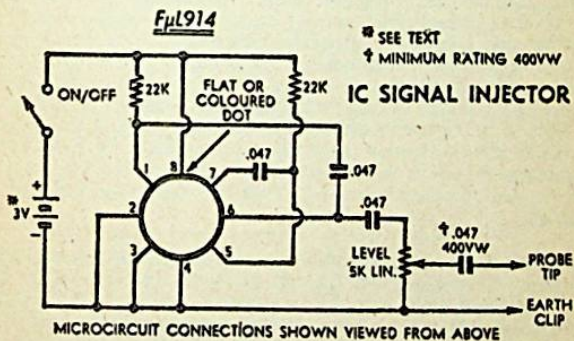 FμL914
* SEE TEXT
† MINIMUM RATING 400VW
IC SIGNAL INJECTOR
ON/OFF
22K
FLAT OR
COLOURED
DOT
22K
1
8
7
.047
.047
* 3V
+
-
2
6
.047
3
4
5
LEVEL
5K LIN.
† .047
400VW
PROBE
TIP
EARTH
CLIP
MICROCIRCUIT CONNECTIONS SHOWN VIEWED FROM ABOVE